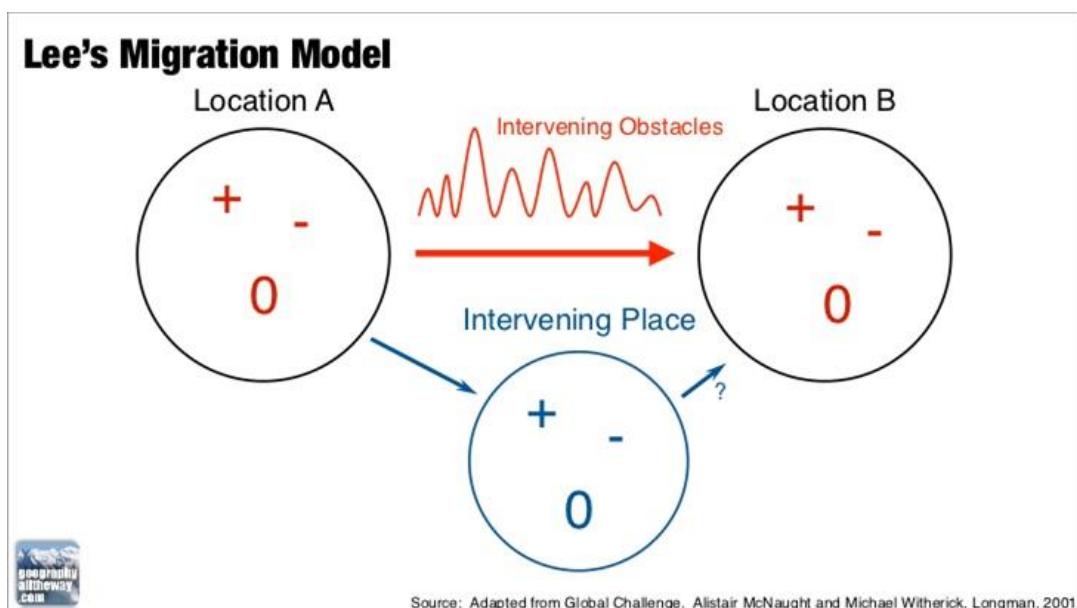 Lee's Migration Model
Location A
Location B
Intervening Obstacles
+
-
0
+
-
0
Intervening Place
?
+
-
0
geography
alltheway
.com
Source: Adapted from Global Challenge. Alistair McNaught and Michael Witherick. Longman, 2001